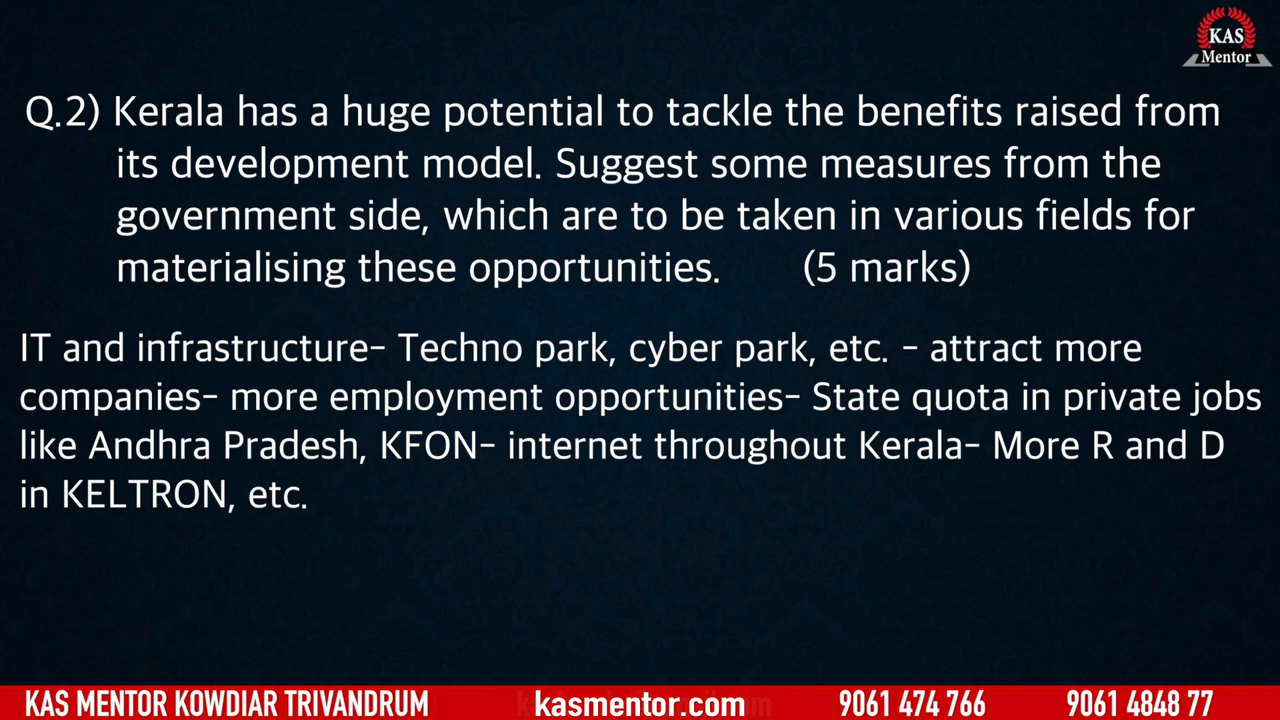 KAS
Mentor
Q.2) Kerala has a huge potential to tackle the benefits raised from
its development model. Suggest some measures from the
government side, which are to be taken in various fields for
materialising these opportunities. (5 marks)
IT and infrastructure- Techno park, cyber park, etc. - attract more
companies- more employment opportunities- State quota in private jobs
like Andhra Pradesh, KFON- internet throughout Kerala- More R and D
in KELTRON, etc.
KAS MENTOR KOWDIAR TRIVANDRUM kasmentor.com 9061 474 766 9061 4848 77